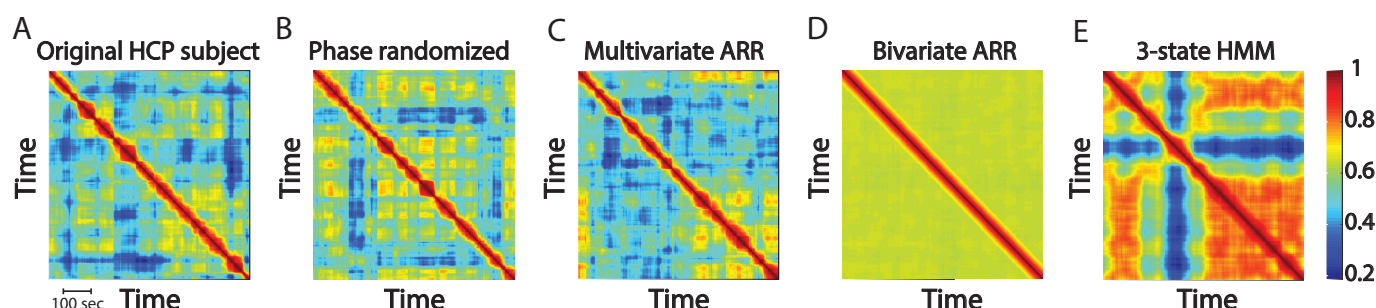 A Original HCP subject
B Phase randomized
C Multivariate ARR
D Bivariate ARR
E 3-state HMM
Time
Time
Time
Time
Time
1
0.8
0.6
0.4
0.2
100 sec
Time
Time
Time
Time
Time